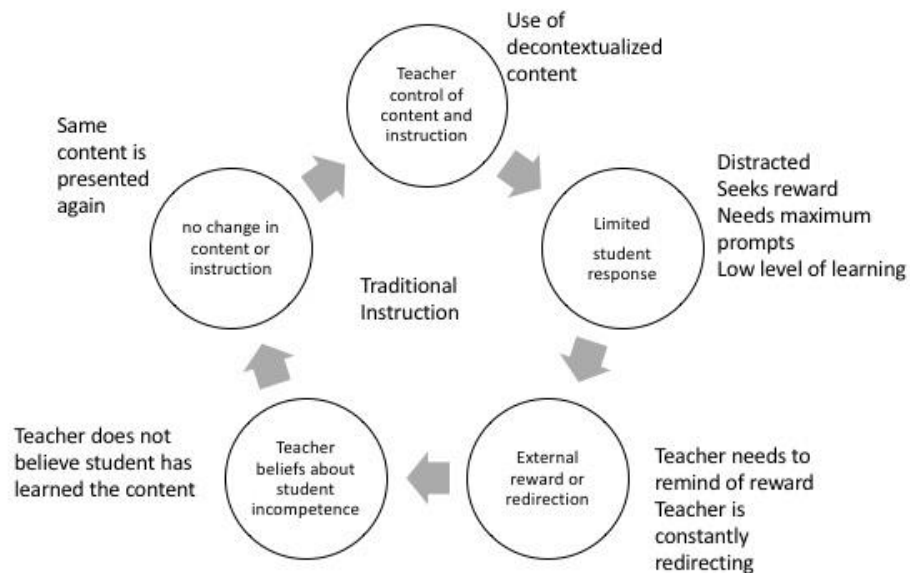 Teacher
control of
content and
instruction
Use of
decontextualized
content
Limited
student
response
Distracted
Seeks reward
Needs maximum
prompts
Low level of learning
External
reward or
redirection
Teacher needs to
remind of reward
Teacher is
constantly
redirecting
Teacher
beliefs about
student
incompetence
Teacher does not
believe student has
learned the content
no change in
content or
instruction
Same
content is
presented
again
Traditional
Instruction